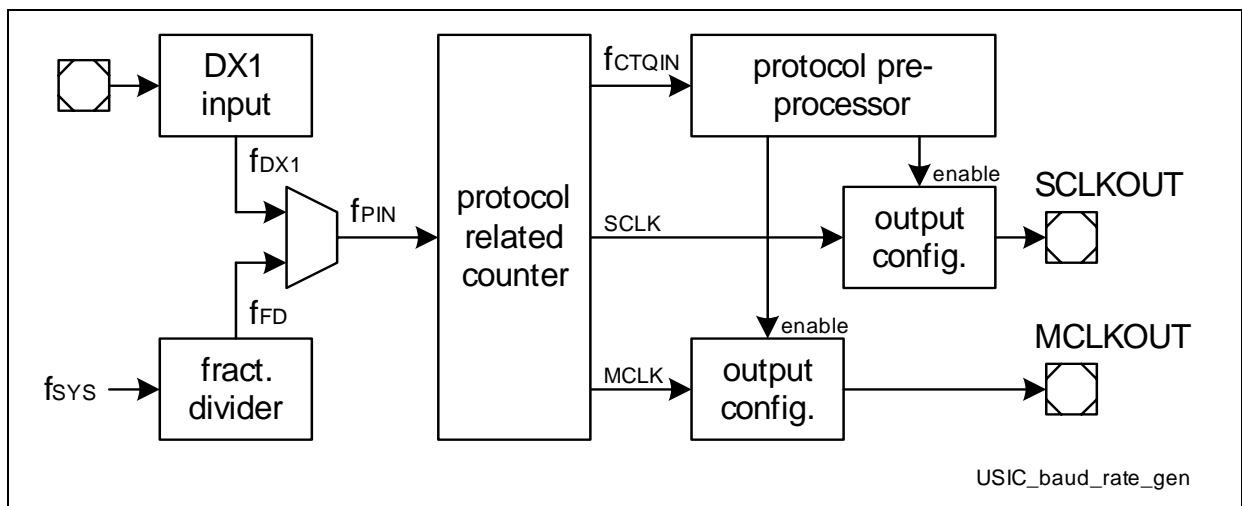 DX1
input
fCTQIN
protocol pre-
processor
fDX1
enable
SCLKOUT
fPIN
protocol
related
counter
SCLK
output
config.
fFD
enable
MCLKOUT
fSYS
fract.
divider
MCLK
output
config.
USIC_baud_rate_gen